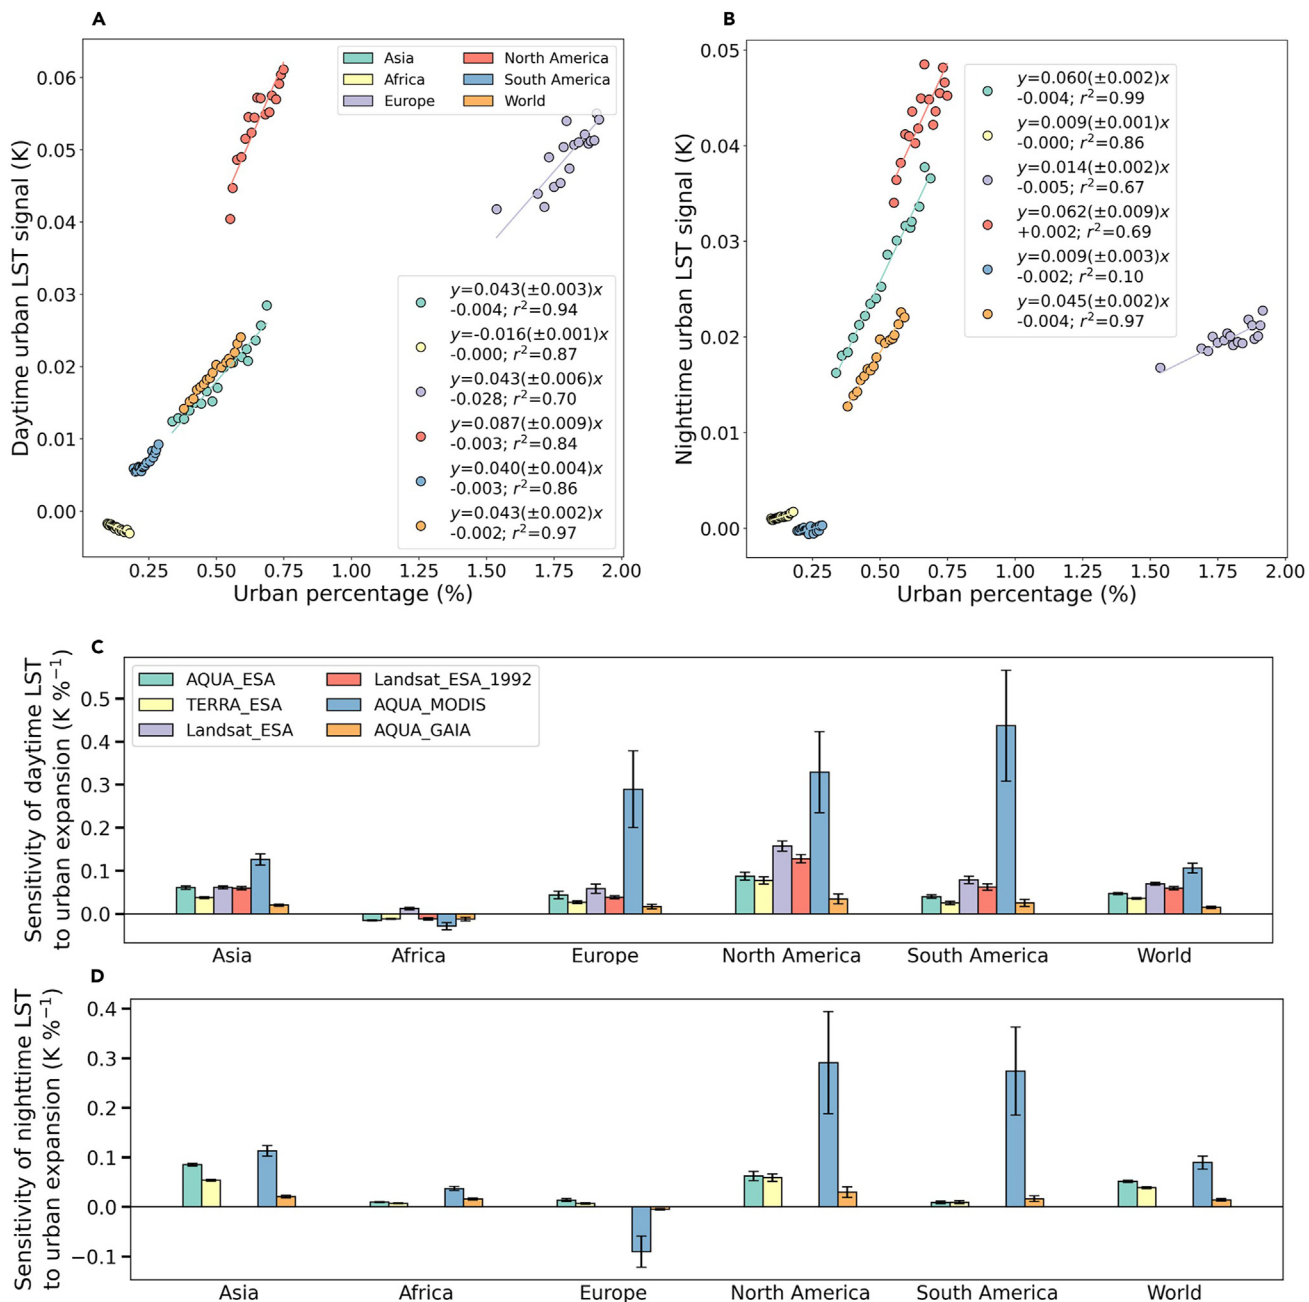 A
Daytime urban LST signal (K)
0.06
0.05
0.04
0.03
0.02
0.01
0.00
Asia
Africa
Europe
North America
South America
World
y=0.043(±0.003)x
-0.004; r²=0.94
y=-0.016(±0.001)x
-0.000; r²=0.87
y=0.043(±0.006)x
-0.028; r²=0.70
y=0.087(±0.009)x
-0.003; r²=0.84
y=0.040(±0.004)x
-0.003; r²=0.86
y=0.043(±0.002)x
-0.002; r²=0.97
0.25 0.50 0.75 1.00 1.25 1.50 1.75 2.00
Urban percentage (%)
B
Nighttime urban LST signal (K)
0.05
0.04
0.03
0.02
0.01
0.00
y=0.060(±0.002)x
-0.004; r²=0.99
y=0.009(±0.001)x
-0.000; r²=0.86
y=0.014(±0.002)x
-0.005; r²=0.67
y=0.062(±0.009)x
+0.002; r²=0.69
y=0.009(±0.003)x
-0.002; r²=0.10
y=0.045(±0.002)x
-0.004; r²=0.97
0.25 0.50 0.75 1.00 1.25 1.50 1.75 2.00
Urban percentage (%)
C
Sensitivity of daytime LST
to urban expansion (K %⁻¹)
0.5
0.4
0.3
0.2
0.1
0.0
AQUA_ESA
TERRA_ESA
Landsat_ESA
Landsat_ESA_1992
AQUA_MODIS
AQUA_GAIA
Asia Africa Europe North America South America World
D
Sensitivity of nighttime LST
to urban expansion (K %⁻¹)
0.4
0.3
0.2
0.1
0.0
−0.1
Asia Africa Europe North America South America World